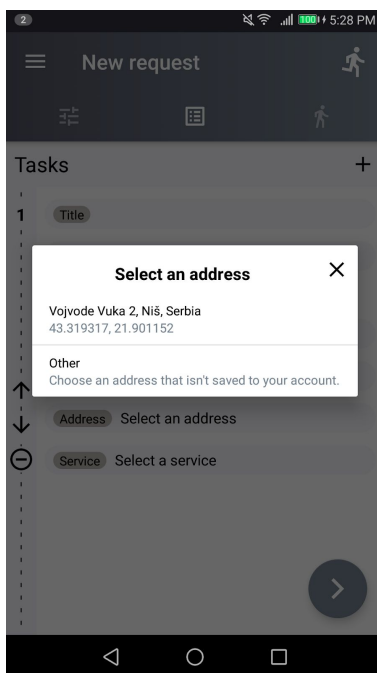 2
100
5:28 PM
New request
Tasks
1
Title
Select an address
Vojvode Vuka 2, Niš, Serbia
43.319317, 21.901152
Other
Choose an address that isn't saved to your account.
Address Select an address
Service Select a service